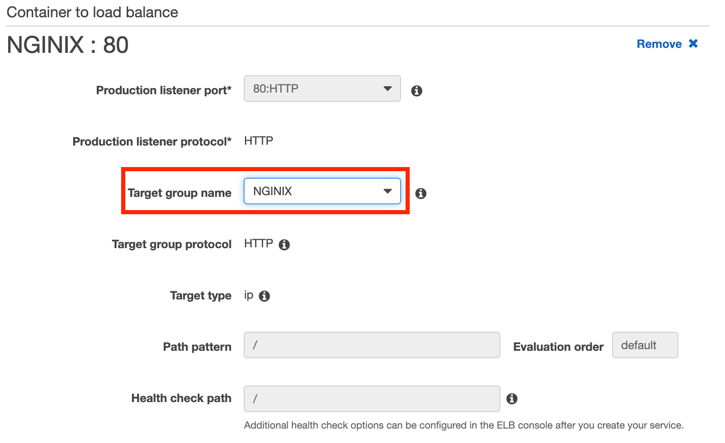 Container to load balance
NGINIX : 80
Remove ✖
Production listener port* 80:HTTP
Production listener protocol* HTTP
Target group name NGINIX
Target group protocol HTTP
Target type ip
Path pattern / Evaluation order default
Health check path /
Additional health check options can be configured in the ELB console after you create your service.